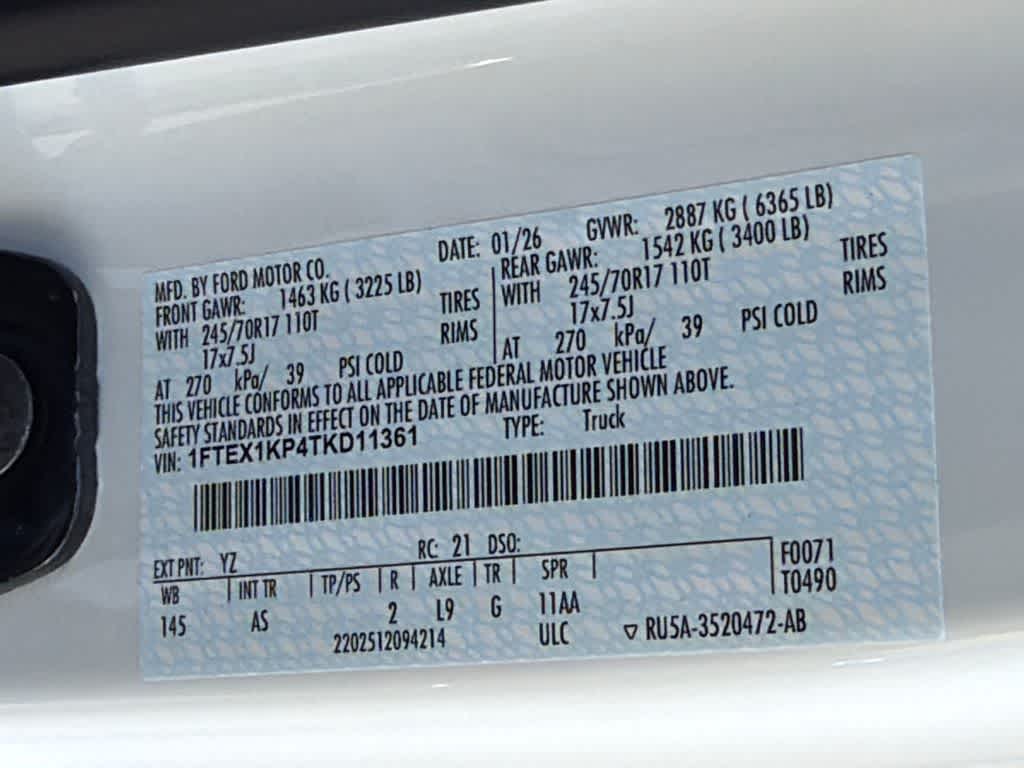 MFD. BY FORD MOTOR CO. DATE: 01/26 GVWR: 2887 KG ( 6365 LB)
FRONT GAWR: 1463 KG ( 3225 LB) REAR GAWR: 1542 KG ( 3400 LB)
WITH 245/70R17 110T TIRES WITH 245/70R17 110T TIRES
17x7.5J RIMS 17x7.5J RIMS
AT 270 kPa/ 39 PSI COLD AT 270 kPa/ 39 PSI COLD
THIS VEHICLE CONFORMS TO ALL APPLICABLE FEDERAL MOTOR VEHICLE
SAFETY STANDARDS IN EFFECT ON THE DATE OF MANUFACTURE SHOWN ABOVE.
VIN: 1FTEX1KP4TKD11361 TYPE: Truck
EXT PNT: YZ RC: 21 DSO: F0071
WB INT TR TP/PS R AXLE TR SPR T0490
145 AS 2 L9 G 11AA
2202512094214 ULC ▽ RU5A-3520472-AB